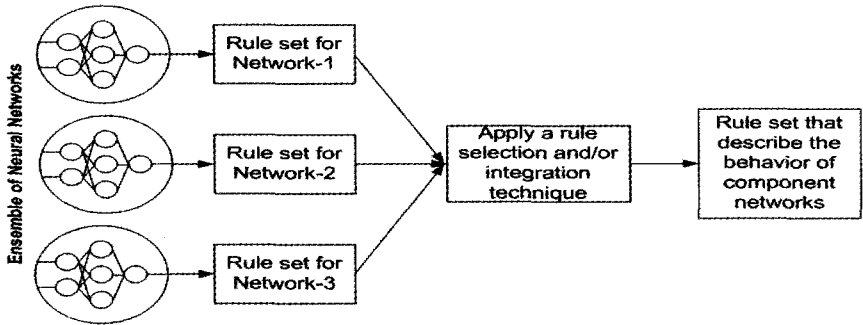 Ensemble of Neural Networks
Rule set for
Network-1
Rule set for
Network-2
Rule set for
Network-3
Apply a rule
selection and/or
integration
technique
Rule set that
describe the
behavior of
component
networks